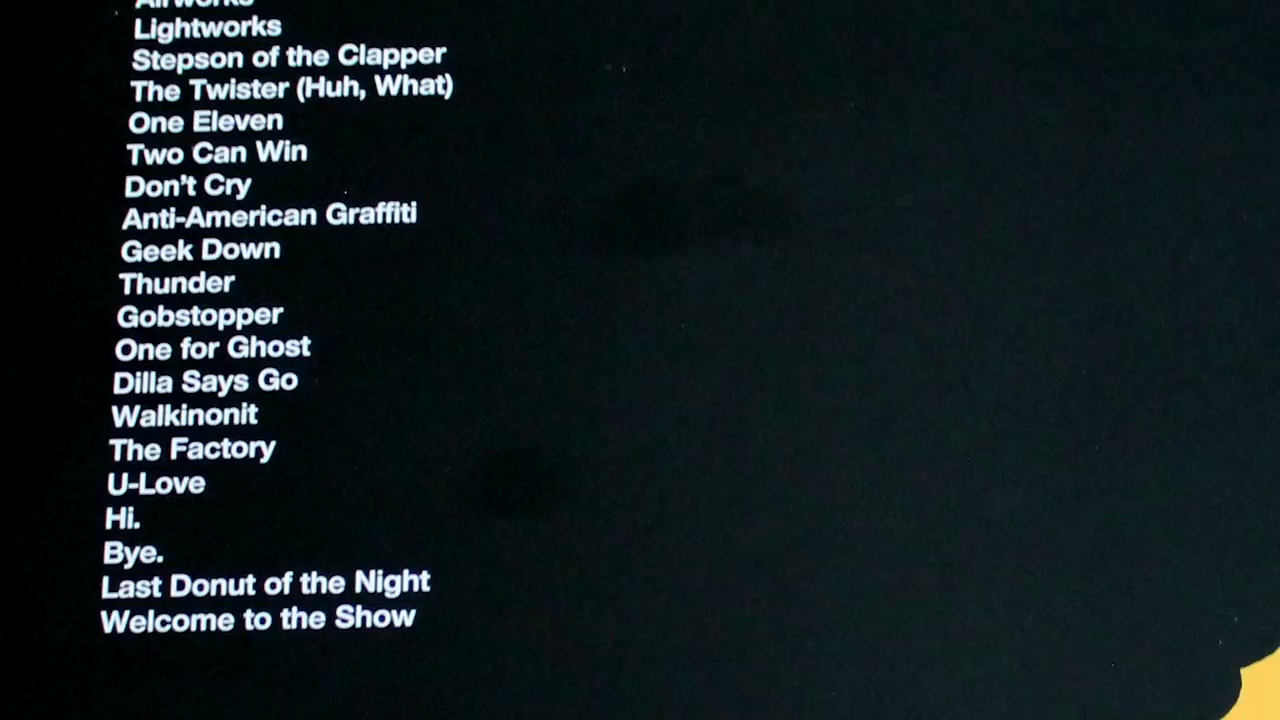 Airworks
Lightworks
Stepson of the Clapper
The Twister (Huh, What)
One Eleven
Two Can Win
Don't Cry
Anti-American Graffiti
Geek Down
Thunder
Gobstopper
One for Ghost
Dilla Says Go
Walkinonit
The Factory
U-Love
Hi.
Bye.
Last Donut of the Night
Welcome to the Show